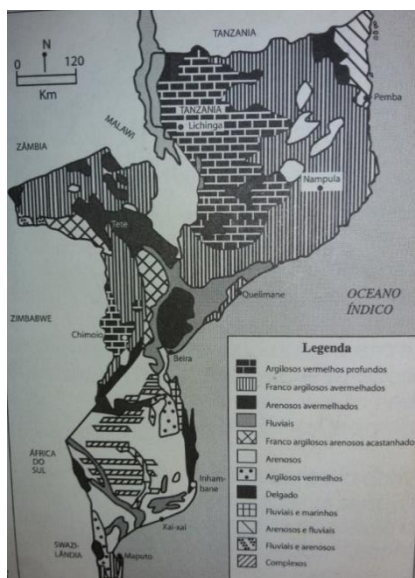 TANZANIA
N
0 120
Km
TANZANIA
Lichinga
Pemba
MALAWI
ZÂMBIA
Nampula
Tete
Quelimane
OCEANO
ÍNDICO
ZIMBABWE
Chimoio
Beira
ÁFRICA
DO
SUL
Inham-
bane
Xai-xai
SWAZI-
LÂNDIA
Maputo
Legenda
Argilosos vermelhos profundos
Franco argilosos avermelhados
Arenosos avermelhados
Fluviais
Franco argilosos arenosos acastanhado
Arenosos
Argilosos vermelhos
Delgado
Fluviais e marinhos
Arenosos e fluviais
Fluviais e arenosos
Complexos